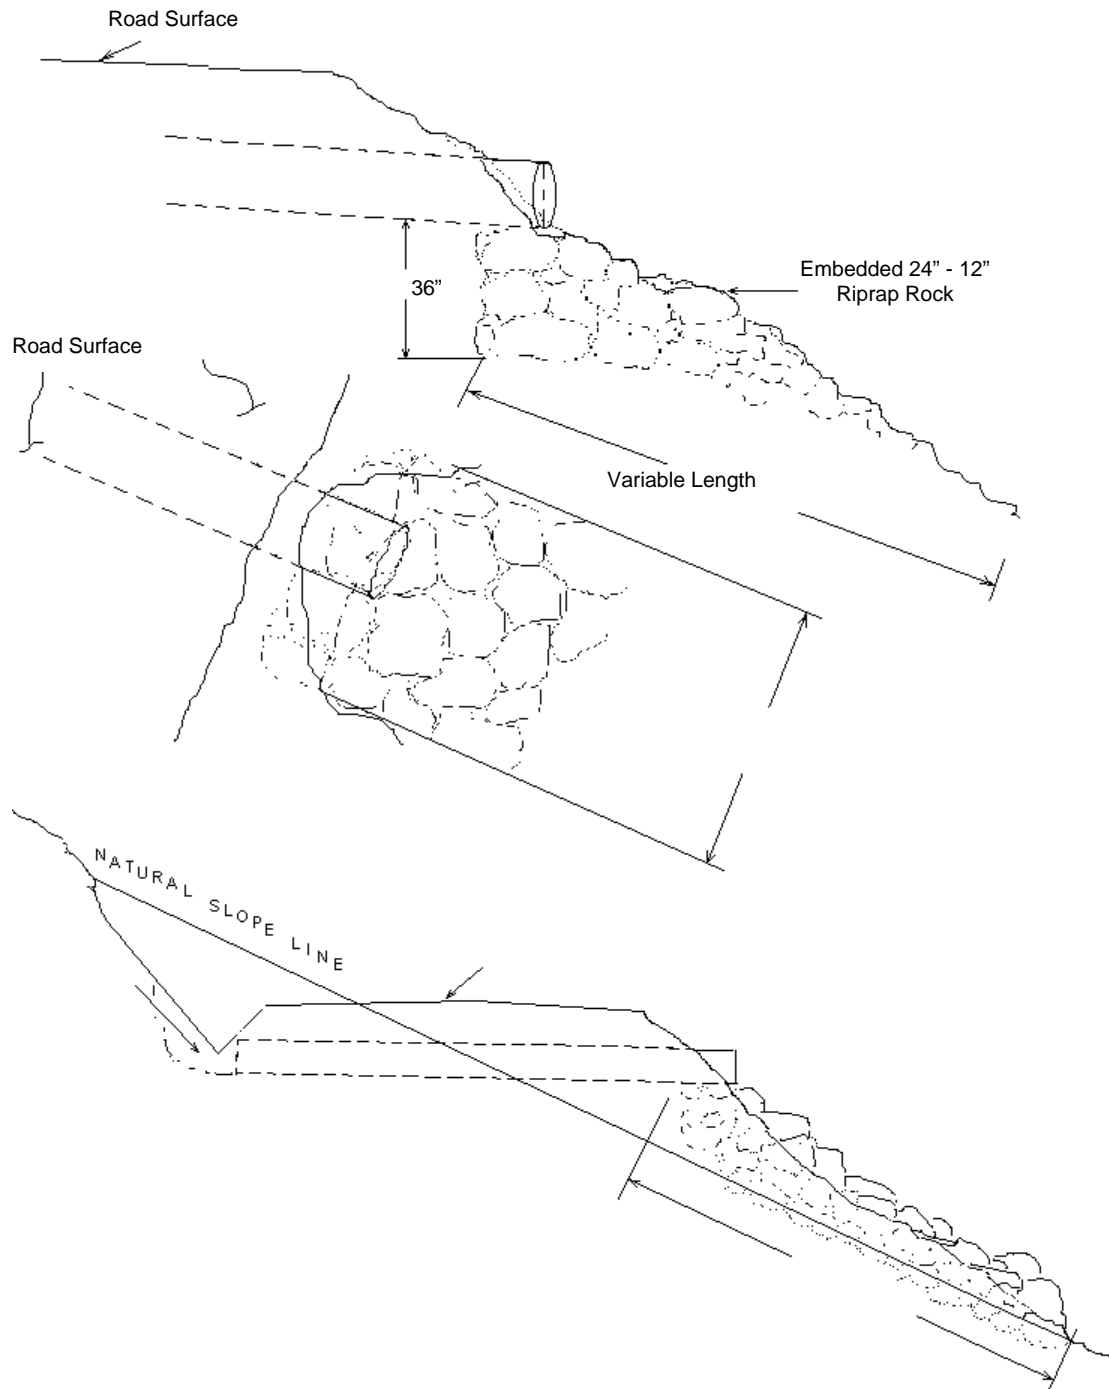 Road Surface
Embedded 24” - 12”
Riprap Rock
36”
Road Surface
Variable Length
NATURAL SLOPE LINE